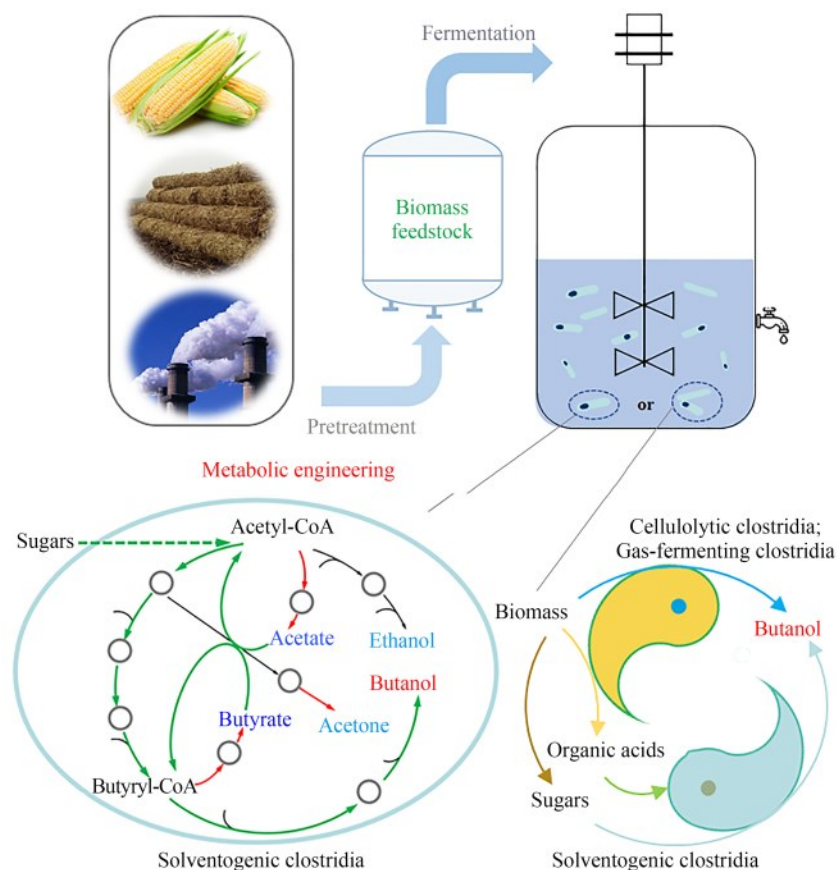 Fermentation
Biomass
feedstock
Pretreatment
or
Metabolic engineering
Acetyl-CoA
Sugars
Acetate
Ethanol
Butanol
Butyrate
Acetone
Butyryl-CoA
Solventogenic clostridia
Cellulolytic clostridia;
Gas-fermenting clostridia
Biomass
Butanol
Organic acids
Sugars
Solventogenic clostridia